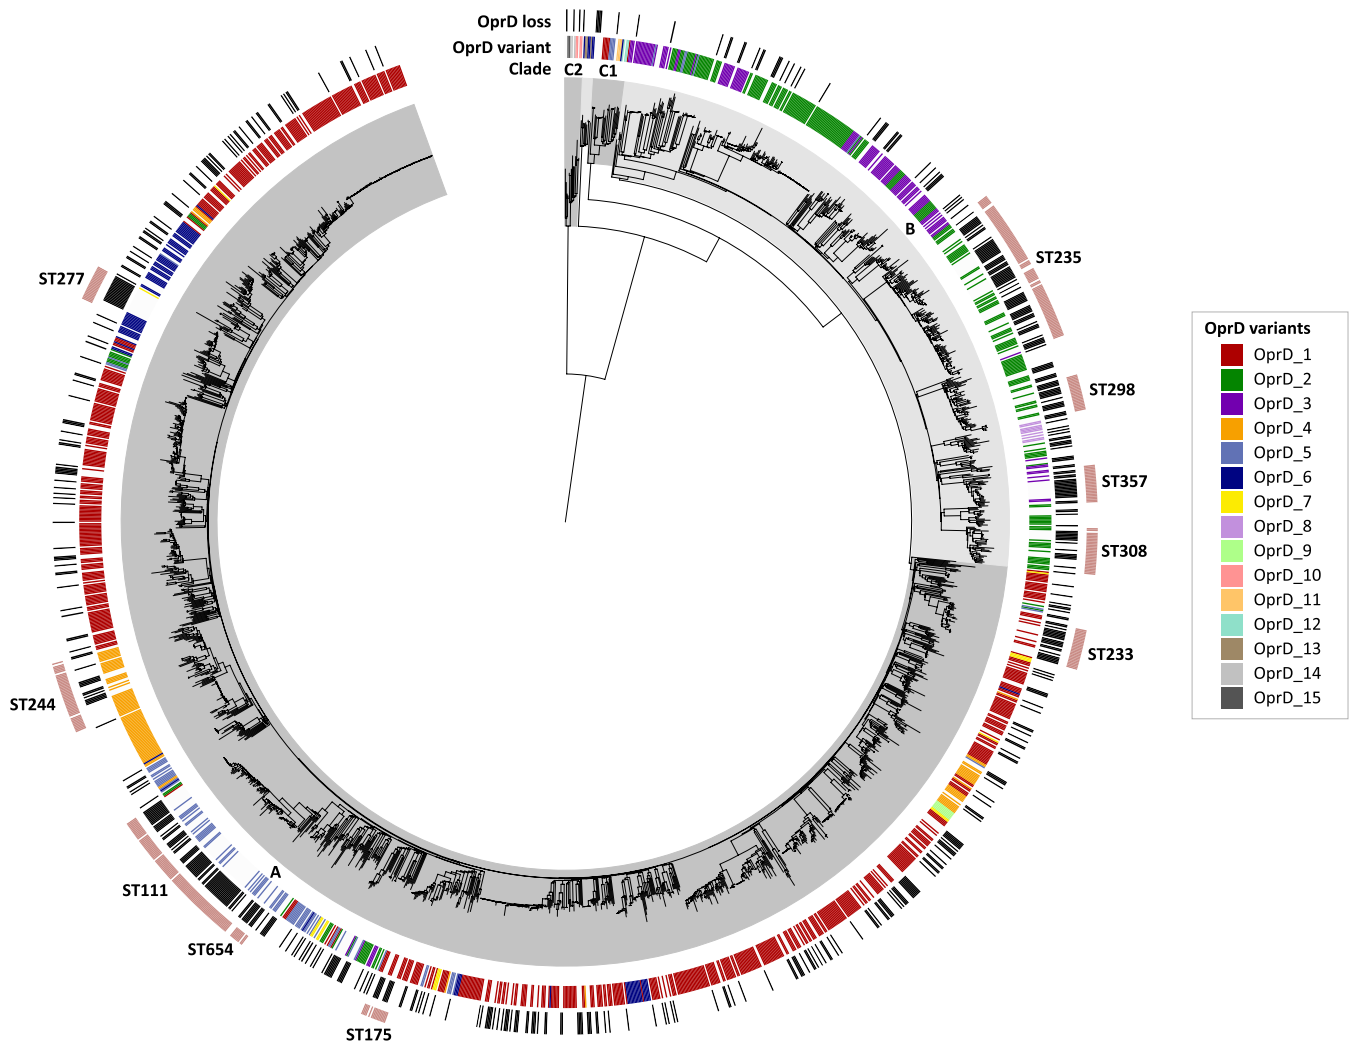 OprD loss
OprD variant
Clade
C2
C1
B
A
ST235
ST298
ST357
ST308
ST233
ST277
ST244
ST111
ST654
ST175
OprD variants
OprD_1
OprD_2
OprD_3
OprD_4
OprD_5
OprD_6
OprD_7
OprD_8
OprD_9
OprD_10
OprD_11
OprD_12
OprD_13
OprD_14
OprD_15